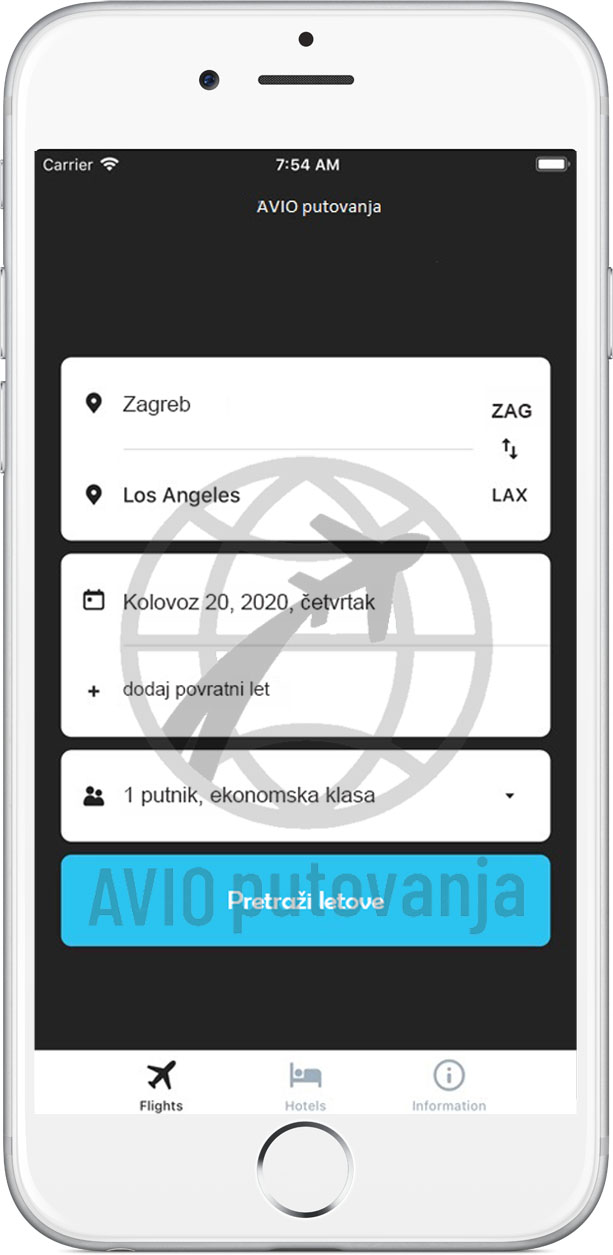 Carrier 7:54 AM
AVIO putovanja
Zagreb
ZAG
Los Angeles LAX
Kolovoz 20, 2020, četvrtak
+ dodaj povratni let
1 putnik, ekonomska klasa
AVIO putovanja
Pretraži letove
Flights Hotels Information